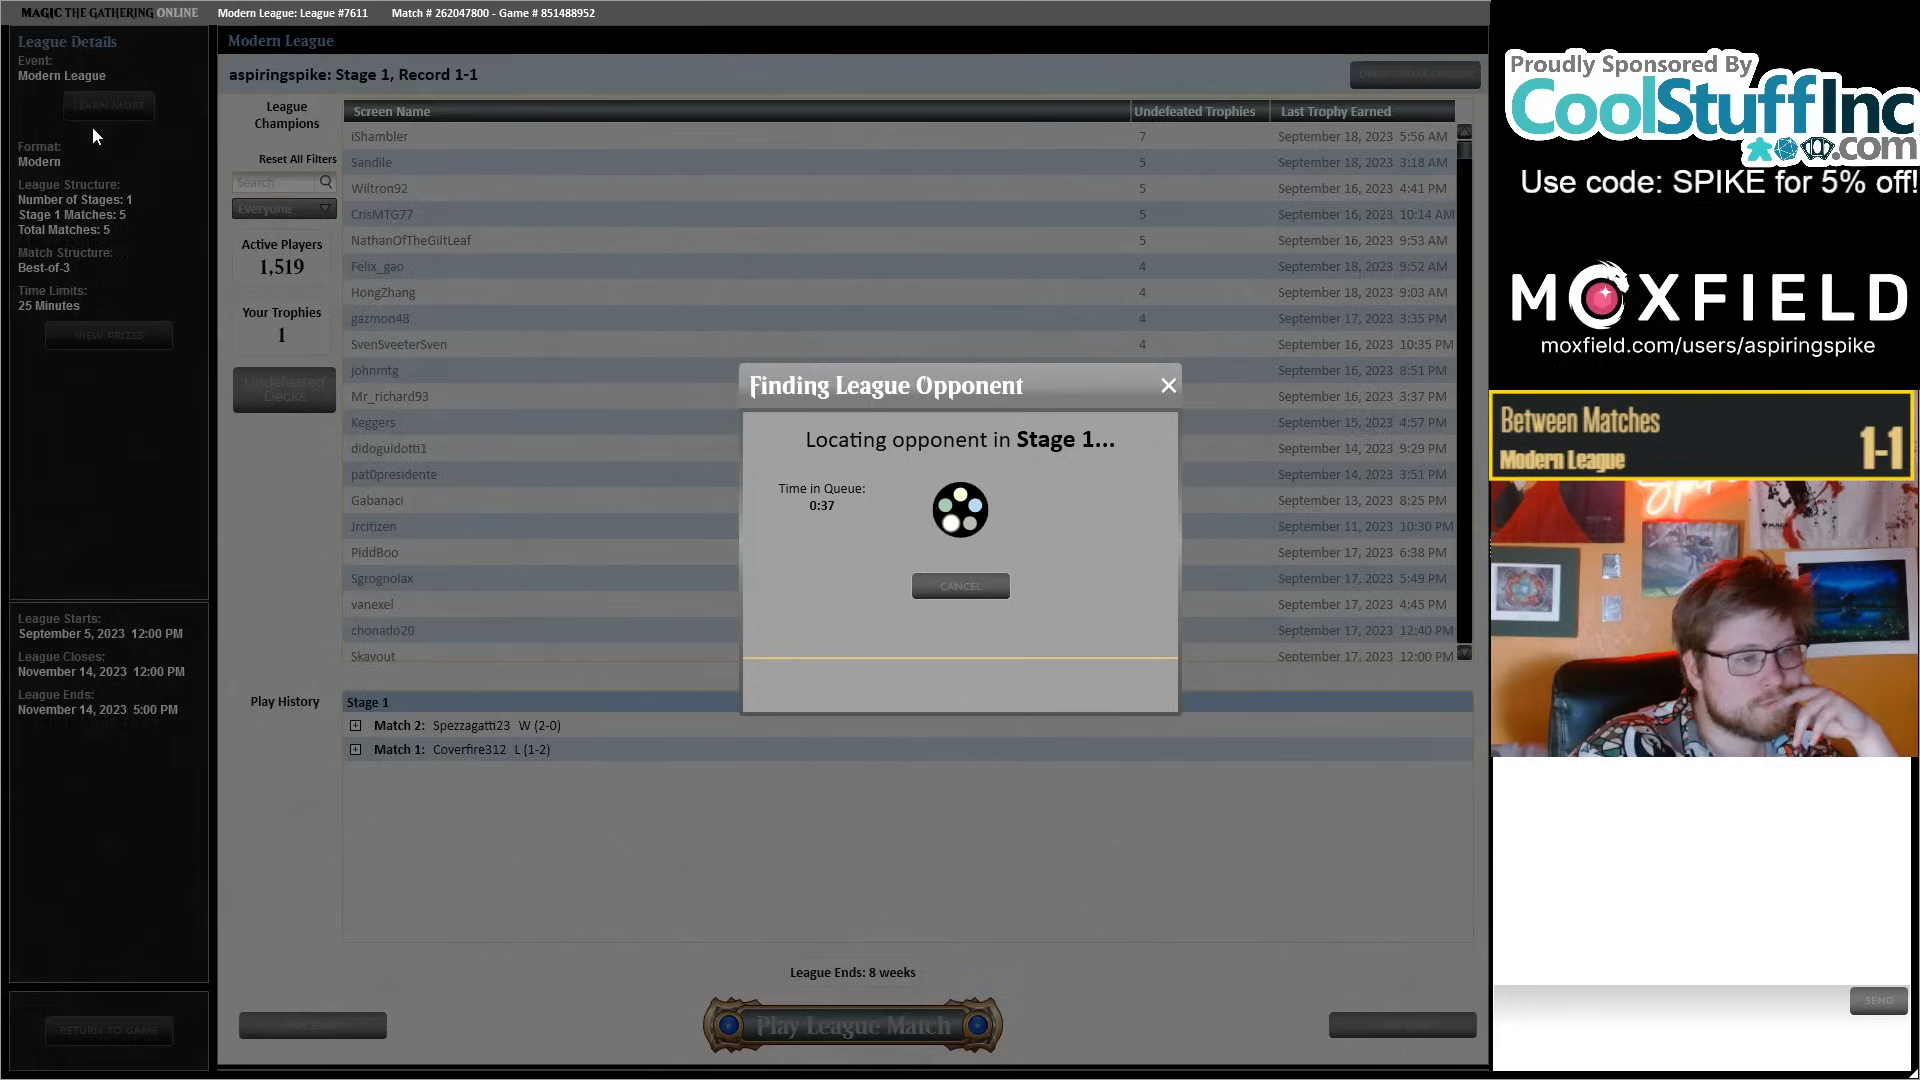 MAGIC THE GATHERING ONLINE
Modern League: League #7611
Match # 262047800 - Game # 851488952
League Details
Event:
Modern League
LEARN MORE
Format:
Modern
League Structure:
Number of Stages: 1
Stage 1 Matches: 5
Total Matches: 5
Match Structure:
Best-of-3
Time Limits:
25 Minutes
VIEW PRIZES
League Starts:
September 5, 2023 12:00 PM
League Closes:
November 14, 2023 12:00 PM
League Ends:
November 14, 2023 5:00 PM
RETURN TO GAME
Modern League
aspiringspike: Stage 1, Record 1-1
League
Champions
Reset All Filters
Search
Everyone
Active Players
1,519
Your Trophies
1
Undefeated
Decks
Screen Name Undefeated Trophies Last Trophy Earned
iShambler 7 September 18, 2023 5:56 AM
Sandile 5 September 18, 2023 3:18 AM
Wiltron92 5 September 16, 2023 4:41 PM
CrisMTG77 5 September 16, 2023 10:14 AM
NathanOfTheGiltLeaf 5 September 16, 2023 9:53 AM
Felix_gao 4 September 18, 2023 9:52 AM
HongZhang 4 September 18, 2023 9:03 AM
gazmon48 4 September 17, 2023 3:35 PM
SvenSveeterSven 4 September 16, 2023 10:35 PM
johnmtg September 16, 2023 8:51 PM
Mr_richard93 September 16, 2023 3:37 PM
Keggers September 15, 2023 4:57 PM
didoguidotti1 September 14, 2023 9:29 PM
pat0presidente September 14, 2023 3:51 PM
Gabanaci September 13, 2023 8:25 PM
Jrcitizen September 11, 2023 10:30 PM
PiddBoo September 17, 2023 6:38 PM
Sgrognolax September 17, 2023 5:49 PM
vanexel September 17, 2023 4:45 PM
chonado20 September 17, 2023 12:40 PM
Skavout September 17, 2023 12:00 PM
Finding League Opponent
Locating opponent in Stage 1...
Time in Queue:
0:37
CANCEL
Play History
Stage 1
Match 2: Spezzagatti23 W (2-0)
Match 1: Coverfire312 L (1-2)
League Ends: 8 weeks
Play League Match
Proudly Sponsored By
CoolStuffInc
.com
Use code: SPIKE for 5% off!
MOXFIELD
moxfield.com/users/aspiringspike
Between Matches
Modern League
1-1
SEND